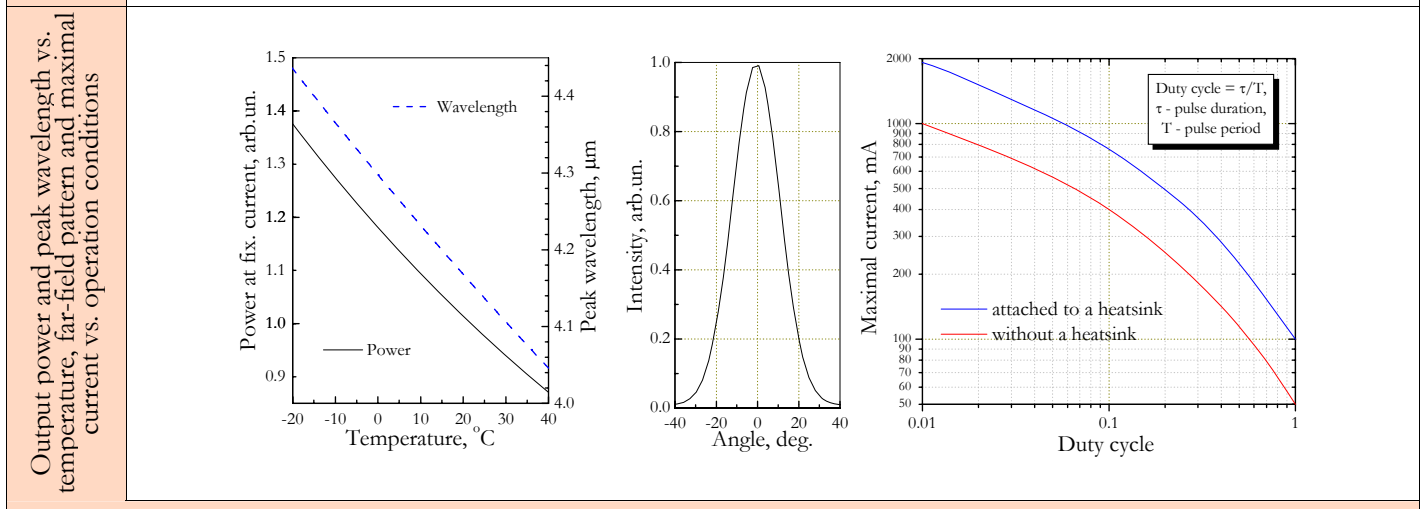 Output power and peak wavelength vs.
temperature, far-field pattern and maximal
current vs. operation conditions
Power at fix. current, arb.un.
1.5
1.4
1.3
1.2
1.1
1.0
0.9
Wavelength
Power
4.4
4.3
4.2
4.1
4.0
Peak wavelength, μm
-20 -10 0 10 20 30 40
Temperature, °C
Intensity, arb.un.
1.0
0.8
0.6
0.4
0.2
0.0
-40 -20 0 20 40
Angle, deg.
Maximal current, mA
2000
1000
900
800
700
600
500
400
300
200
100
90
80
70
60
50
Duty cycle = τ/T,
τ - pulse duration,
T - pulse period
attached to a heatsink
without a heatsink
0.01 0.1 1
Duty cycle